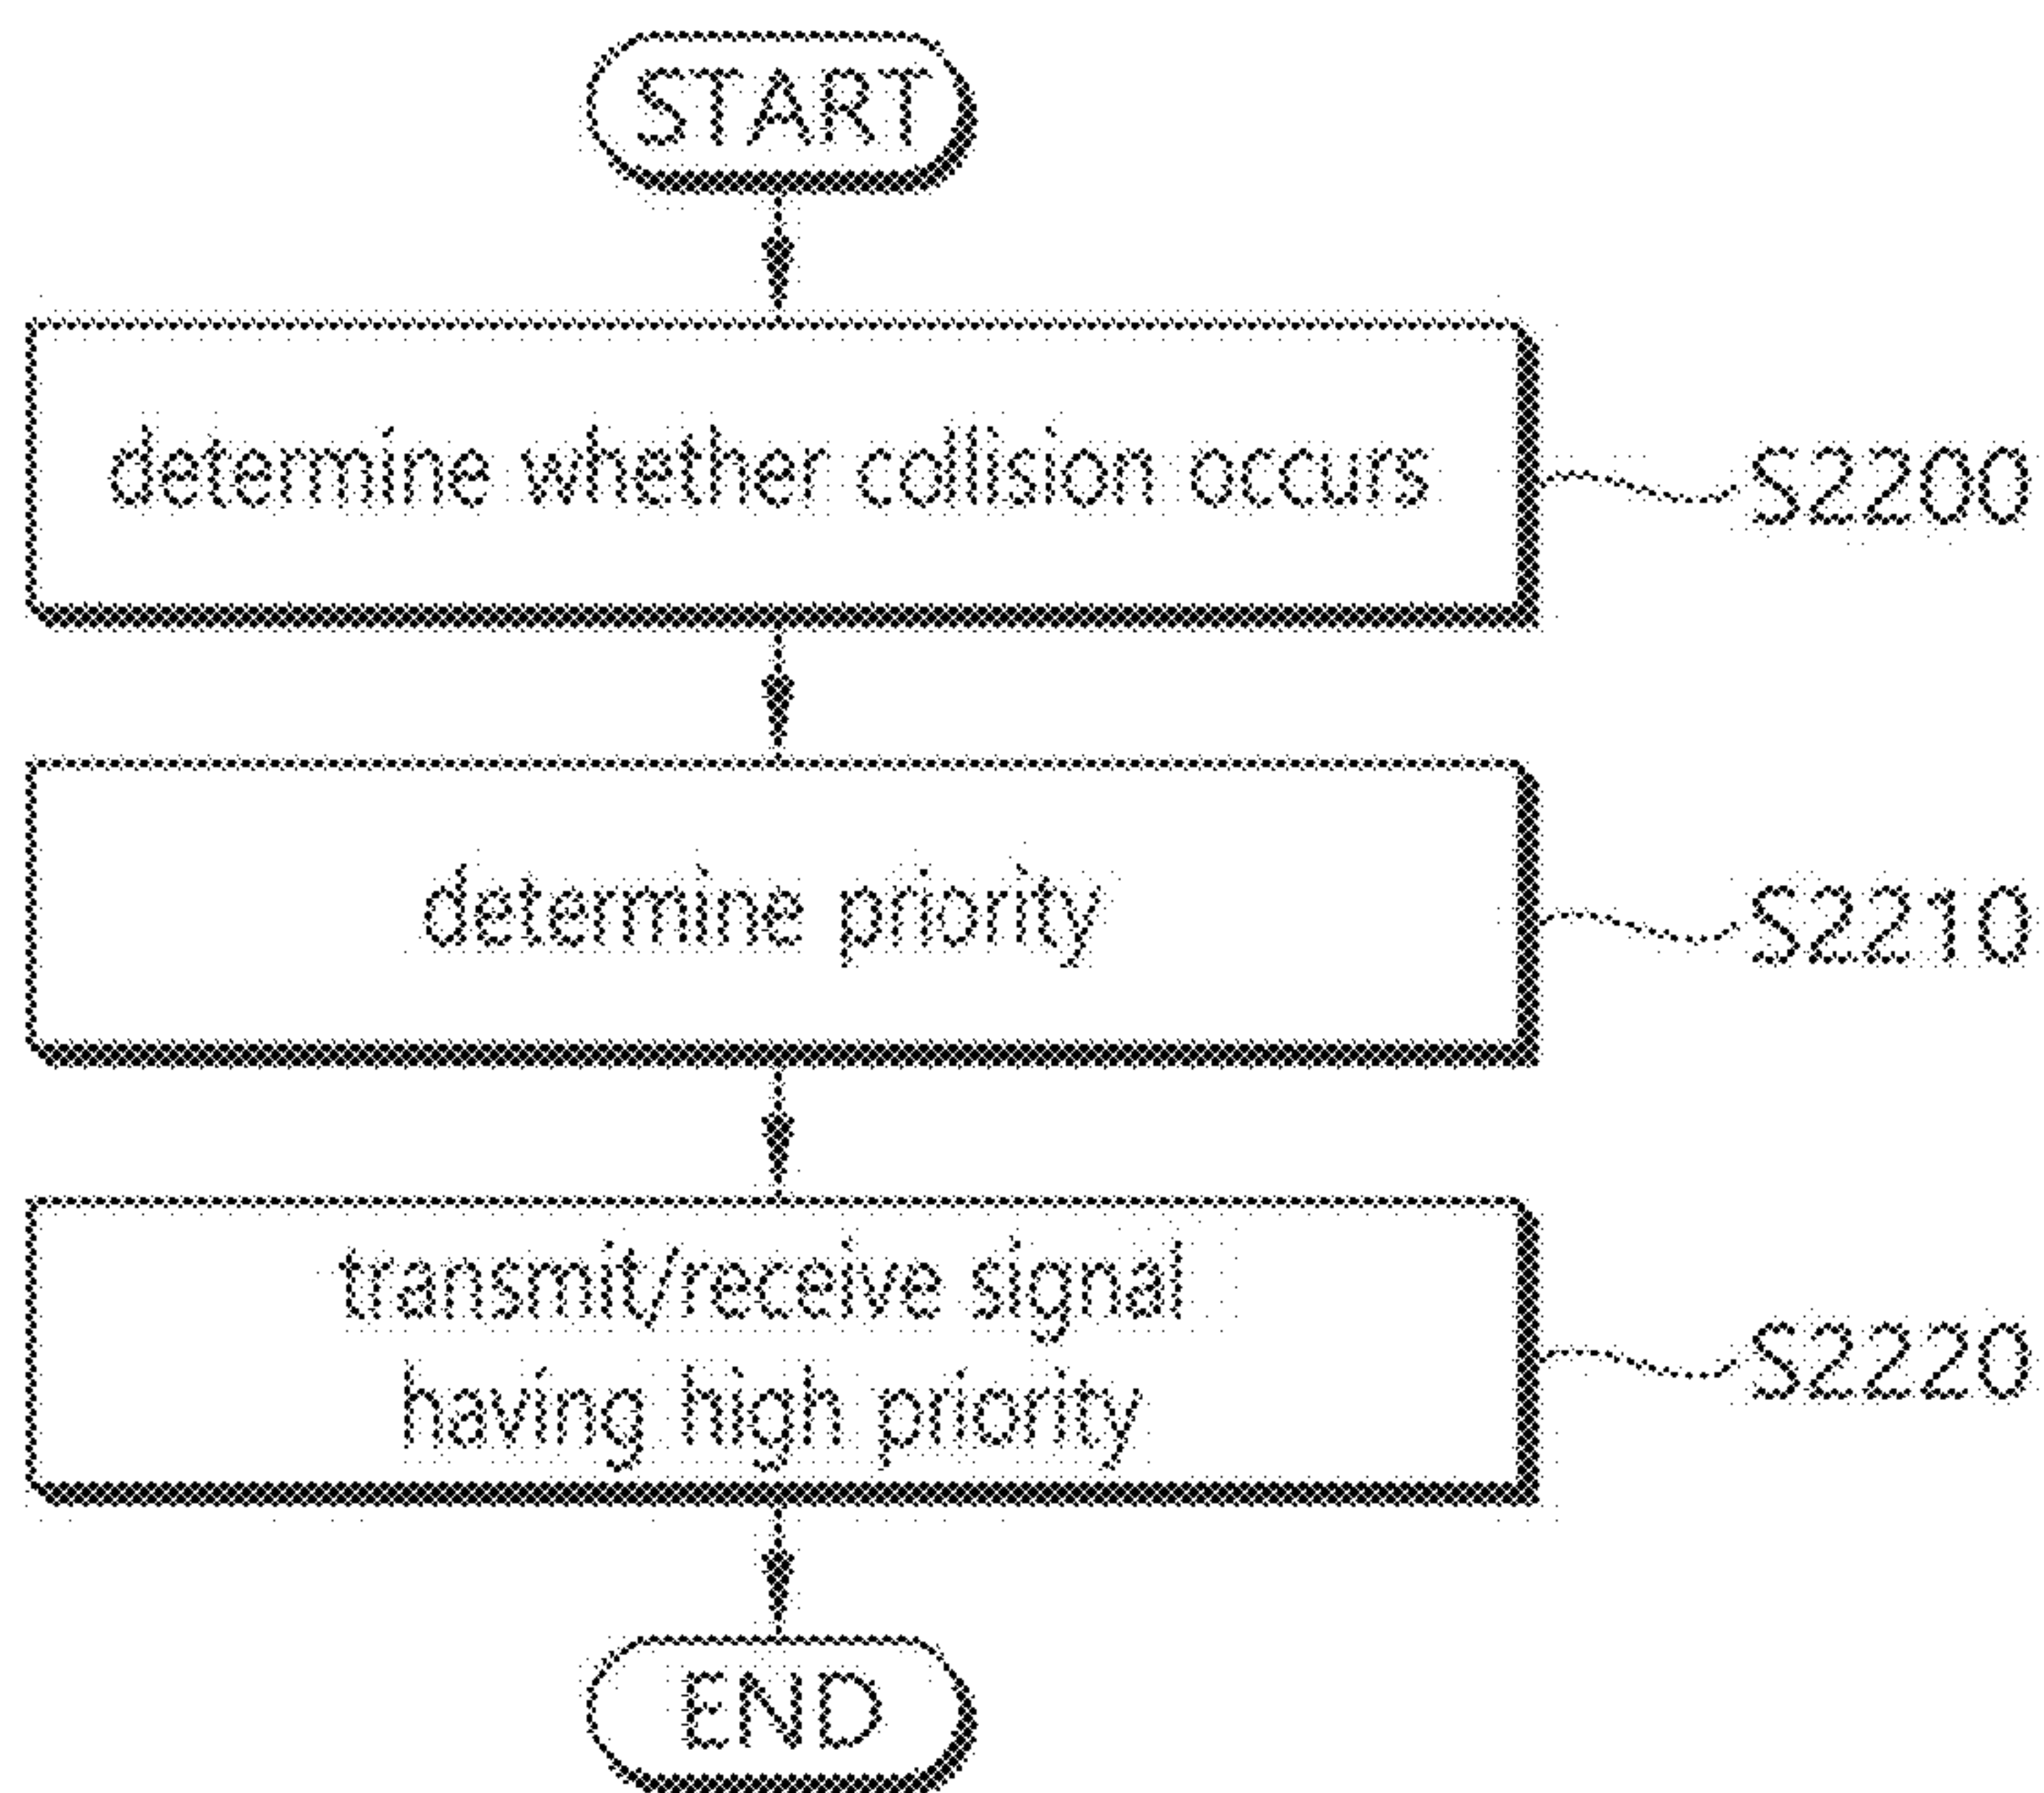 START
determine whether collision occurs
S2200
determine priority
S2210
transmit/receive signal
having high priority
S2220
END